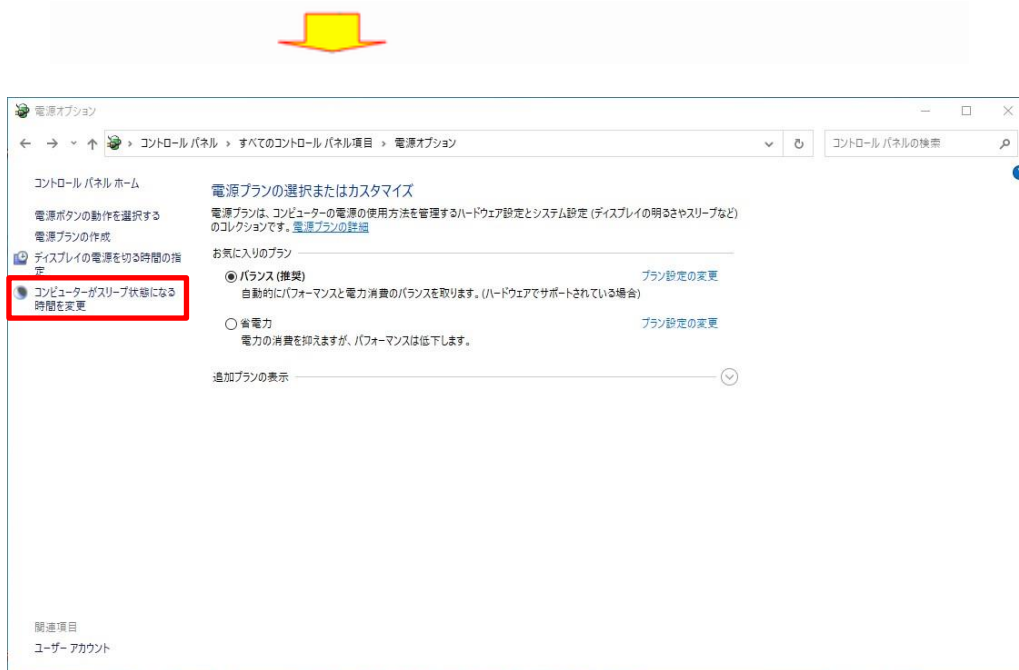 電源オプション
コントロール パネル › すべてのコントロール パネル項目 › 電源オプション
コントロール パネルの検索
コントロール パネル ホーム
電源ボタンの動作を選択する
電源プランの作成
ディスプレイの電源を切る時間の指
定
コンピューターがスリープ状態になる
時間を変更
電源プランの選択またはカスタマイズ
電源プランは、コンピューターの電源の使用方法を管理するハードウェア設定とシステム設定 (ディスプレイの明るさやスリープなど)
のコレクションです。電源プランの詳細
お気に入りのプラン
バランス (推奨) プラン設定の変更
自動的にパフォーマンスと電力消費のバランスを取ります。(ハードウェアでサポートされている場合)
省電力 プラン設定の変更
電力の消費を抑えますが、パフォーマンスは低下します。
追加プランの表示
関連項目
ユーザー アカウント